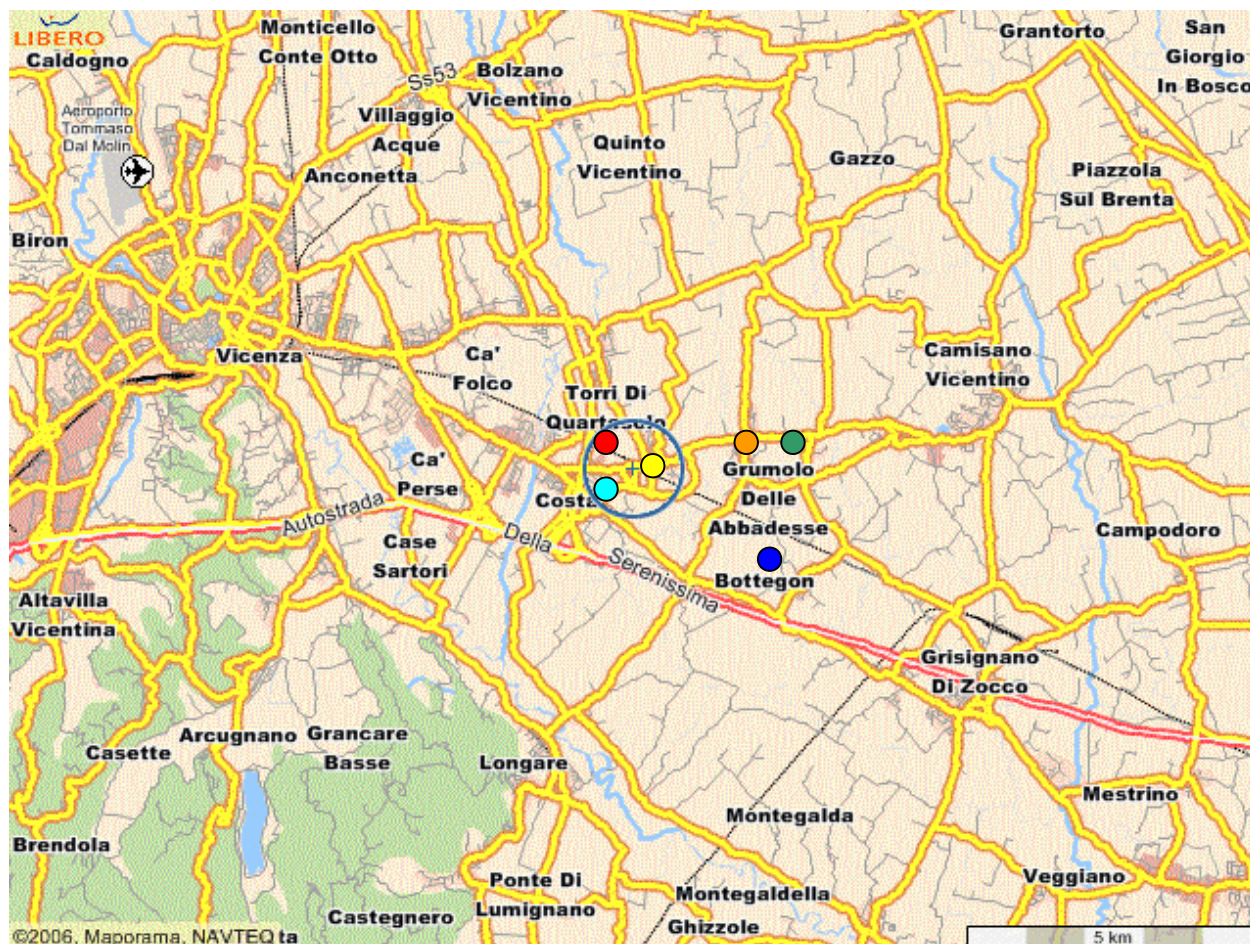 LIBERO
Caldogno
Monticello
Conte Otto
Ss53
Bolzano
Vicentino
Grantorto
San
Giorgio
In Bosco
Aeroporto
Tommaso
Dal Molin
Villaggio
Acque
Anconetta
Quinto
Vicentino
Gazzo
Piazzola
Sul Brenta
Biron
Vicenza
Ca'
Folco
Torri Di
Quartesolo
Camisano
Vicentino
Ca'
Perse
Costa
Grumolo
Delle
Abbadesse
Autostrada
Della
Serenissima
Case
Sartori
Bottegon
Campodoro
Altavilla
Vicentina
Grisignano
Di Zocco
Casette
Arcugnano
Grancare
Basse
Longare
Mestrino
Montegalda
Brendola
Ponte Di
Lumignano
Montegaldella
Ghizzole
Veggiano
Castegnero
©2006, Maporama, NAVTEQ ta
5 km